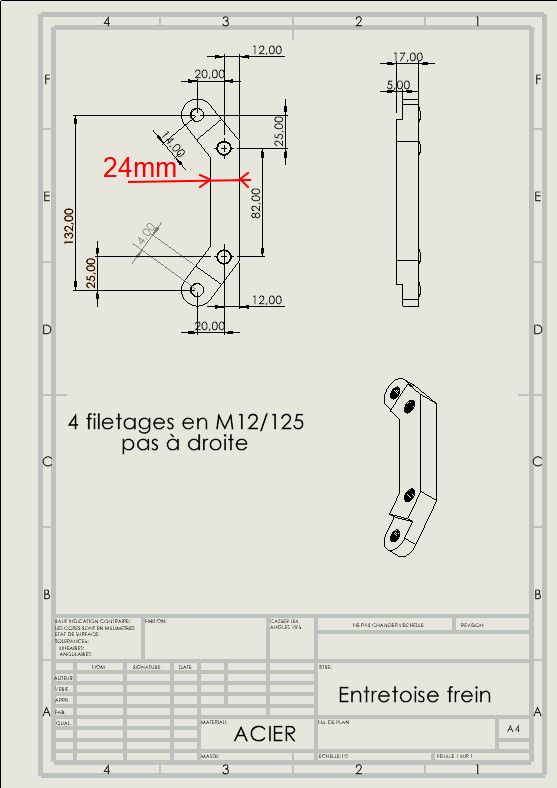 4 3 2 1
12,00
17,00
20,00
5,00
F F
14,00
25,00
24mm
E E
82,00
132,00
14,00
25,00
12,00
D D
20,00
4 filetages en M12/125
pas à droite
C C
B B
SAUF INDICATION CONTRAIRE:
LES COTES SONT EN MILLIMETRES
ETAT DE SURFACE:
TOLERANCES:
LINEAIRES:
ANGULAIRES:
FINITION:
CASSER LES
ANGLES VIFS
NE PAS CHANGER L'ECHELLE
REVISION
NOM SIGNATURE DATE
TITRE:
AUTEUR
VERIF.
APPR.
FAB.
QUAL.
Entretoise frein
A A
MATERIAU:
ACIER
No. DE PLAN
A4
MASSE:
ECHELLE:1:2
FEUILLE 1 SUR 1
4 3 2 1